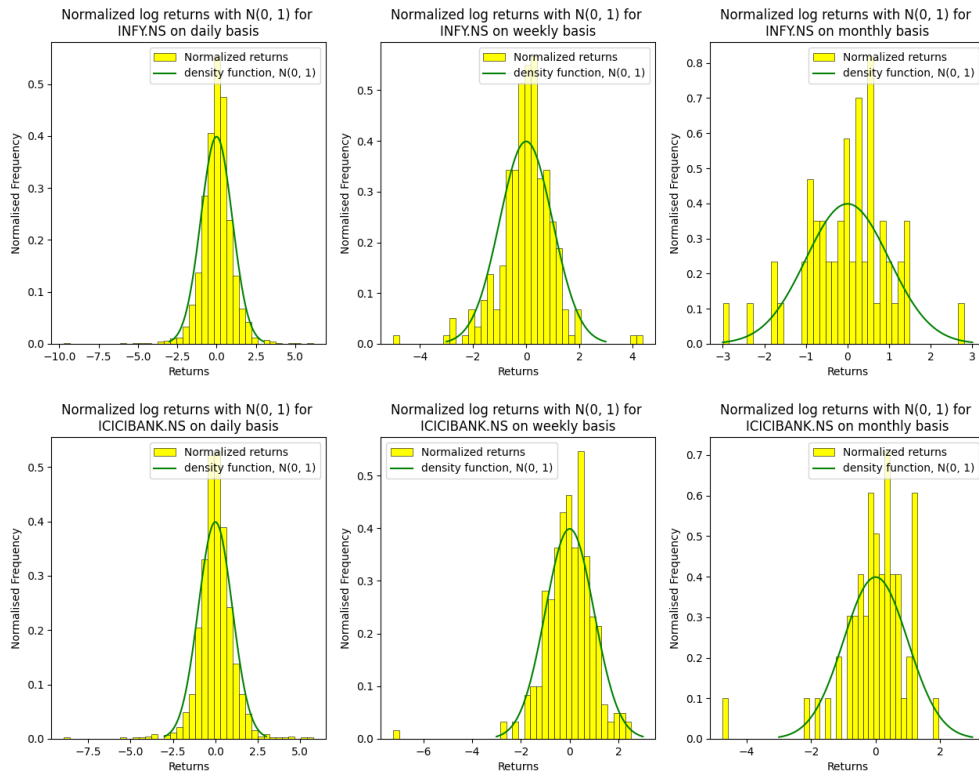 Normalized log returns with N(0, 1) for
INFY.NS on daily basis
Normalized returns
density function, N(0, 1)
Normalised Frequency
0.5
0.4
0.3
0.2
0.1
0.0
-10.0 -7.5 -5.0 -2.5 0.0 2.5 5.0
Returns
Normalized log returns with N(0, 1) for
INFY.NS on weekly basis
Normalized returns
density function, N(0, 1)
Normalised Frequency
0.5
0.4
0.3
0.2
0.1
0.0
-4 -2 0 2 4
Returns
Normalized log returns with N(0, 1) for
INFY.NS on monthly basis
Normalized returns
density function, N(0, 1)
Normalised Frequency
0.8
0.7
0.6
0.5
0.4
0.3
0.2
0.1
0.0
-3 -2 -1 0 1 2 3
Returns
Normalized log returns with N(0, 1) for
ICICIBANK.NS on daily basis
Normalized returns
density function, N(0, 1)
Normalised Frequency
0.5
0.4
0.3
0.2
0.1
0.0
-7.5 -5.0 -2.5 0.0 2.5 5.0
Returns
Normalized log returns with N(0, 1) for
ICICIBANK.NS on weekly basis
Normalized returns
density function, N(0, 1)
Normalised Frequency
0.5
0.4
0.3
0.2
0.1
0.0
-6 -4 -2 0 2
Returns
Normalized log returns with N(0, 1) for
ICICIBANK.NS on monthly basis
Normalized returns
density function, N(0, 1)
Normalised Frequency
0.7
0.6
0.5
0.4
0.3
0.2
0.1
0.0
-4 -2 0 2
Returns